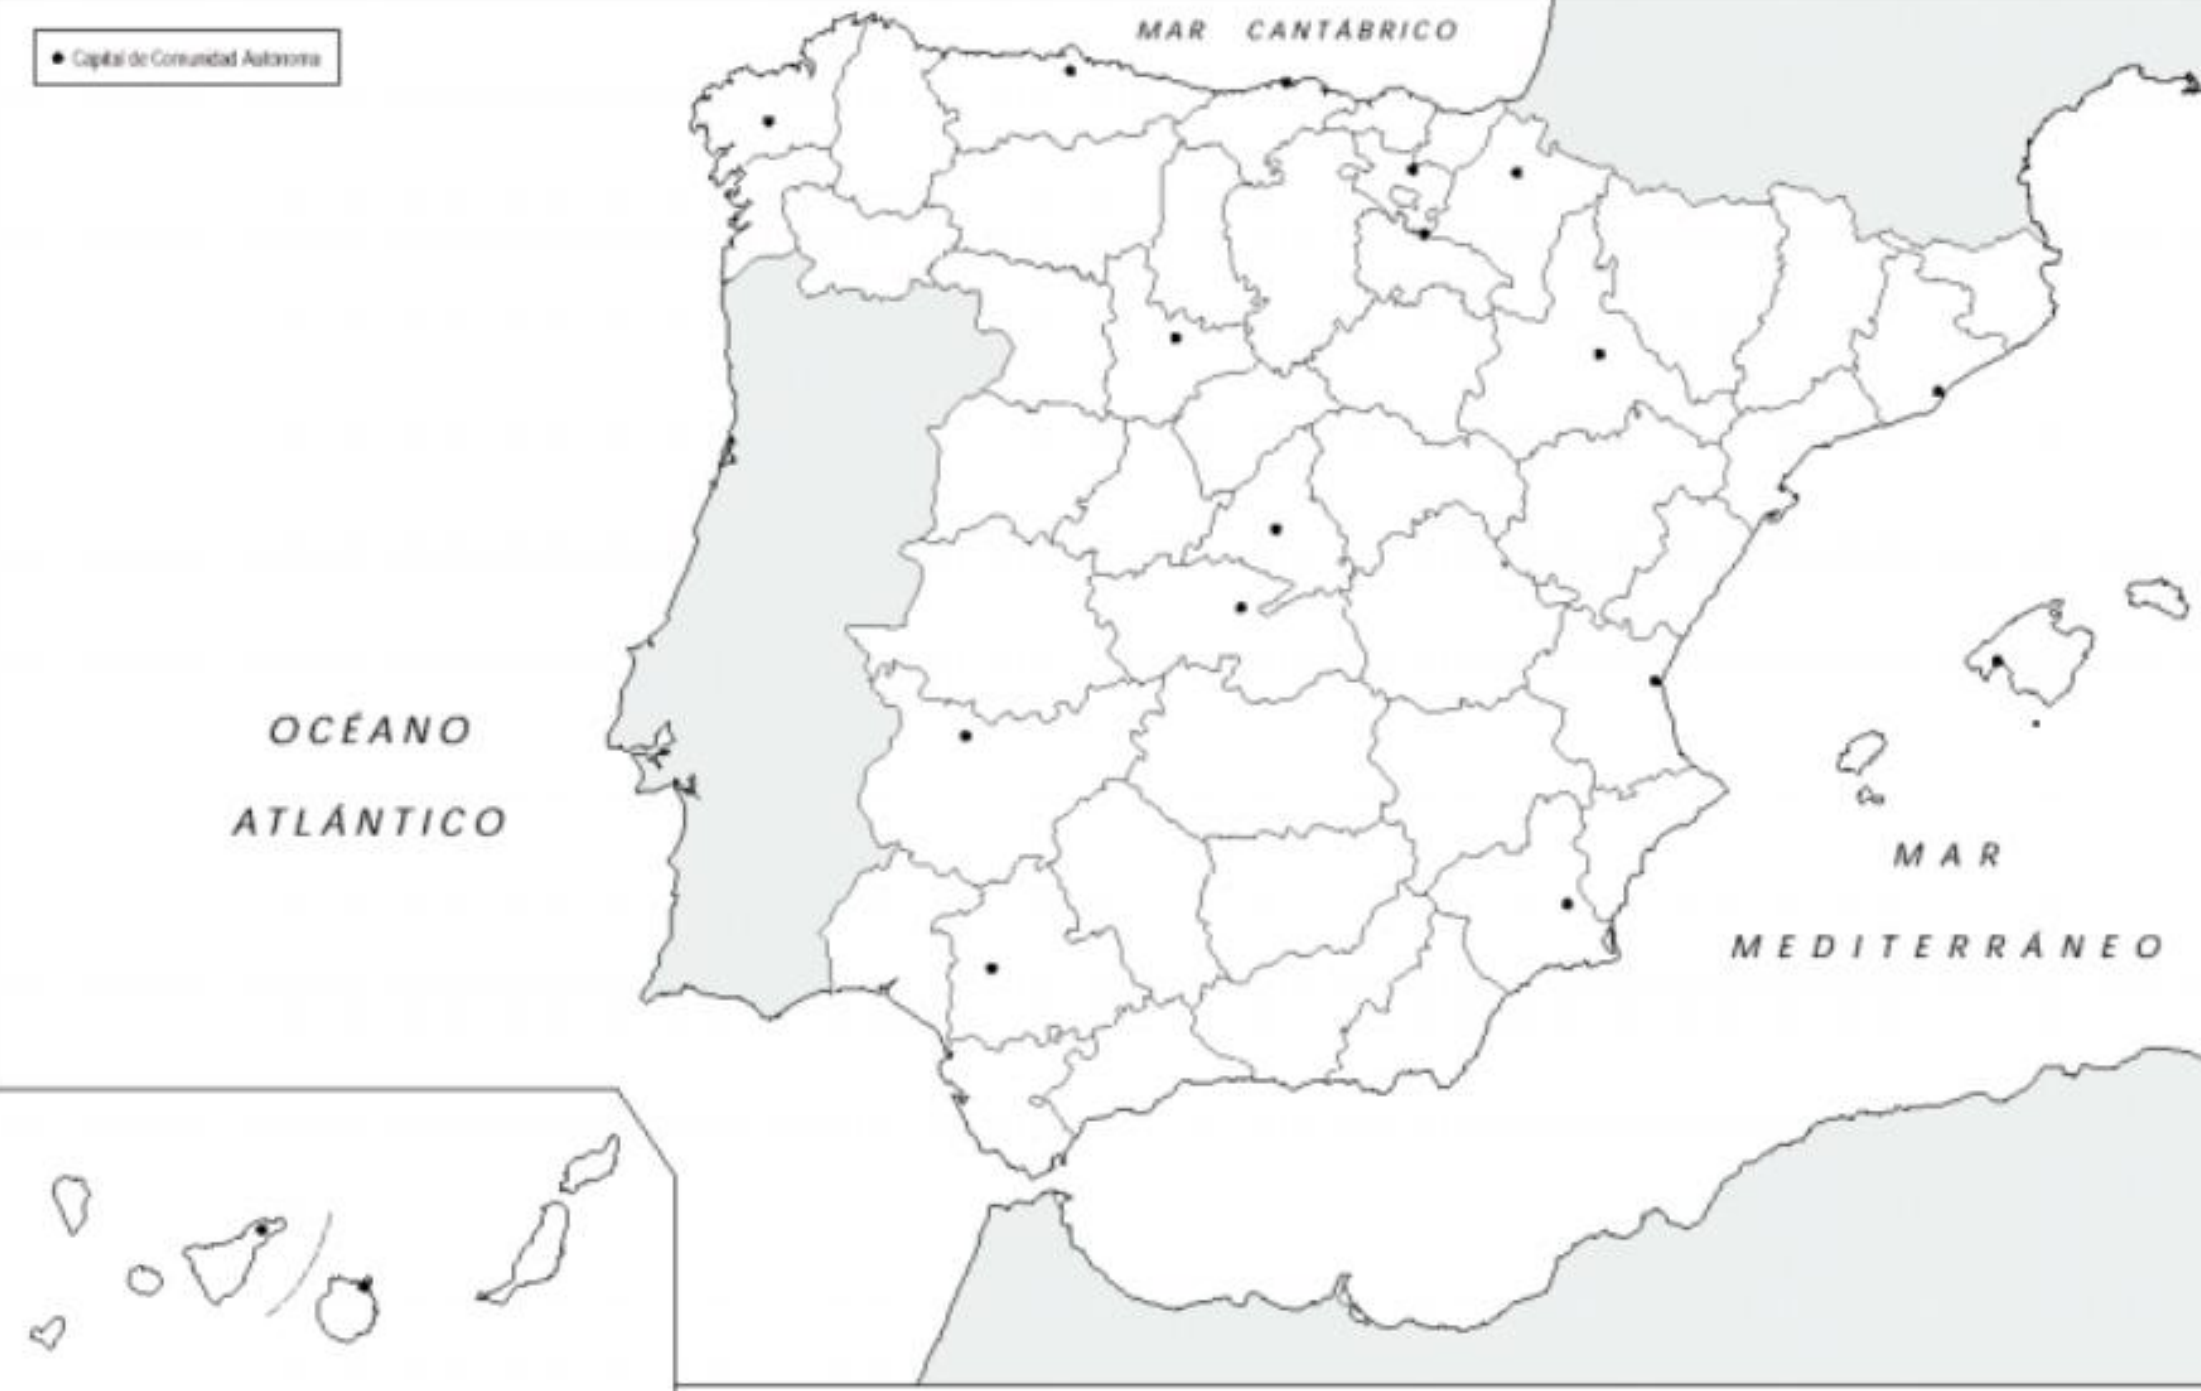 MAR CANTÁBRICO
● Capital de Comunidad Autónoma
OCÉANO
ATLÁNTICO
MAR
MEDITERRÁNEO